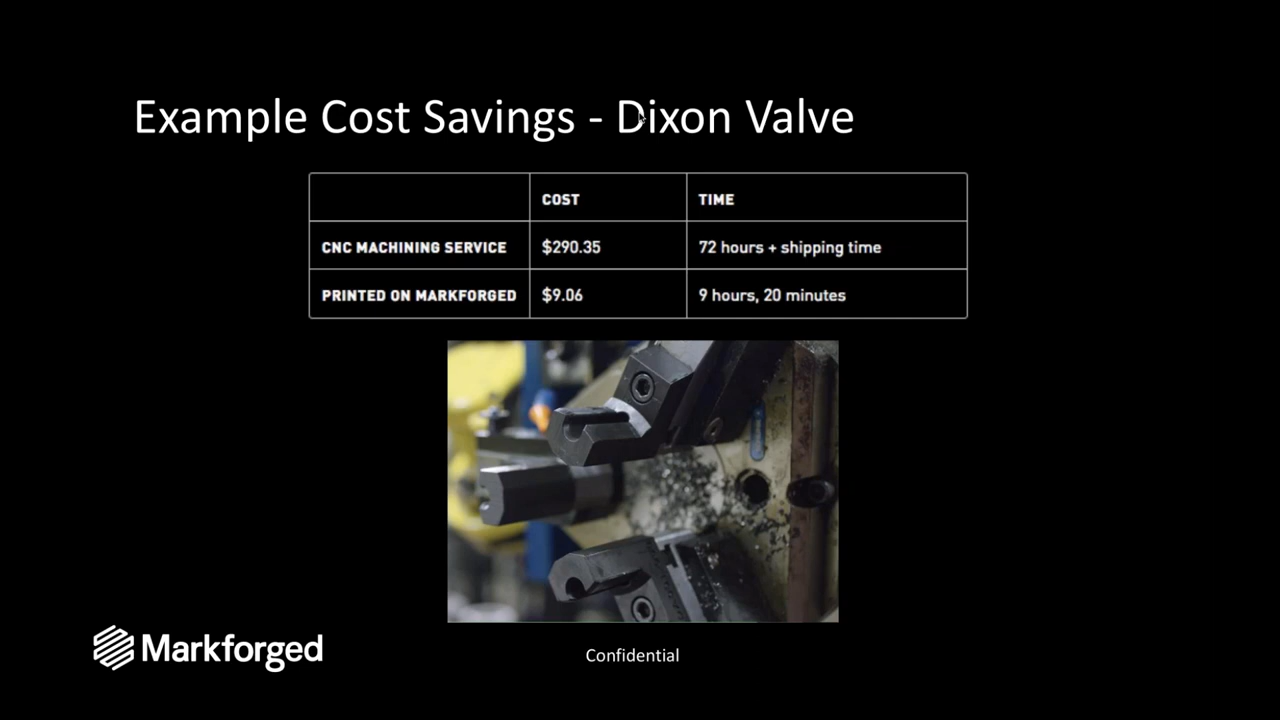 Example Cost Savings - Dixon Valve
COST TIME
CNC MACHINING SERVICE $290.35 72 hours + shipping time
PRINTED ON MARKFORGED $9.06 9 hours, 20 minutes
Markforged
Confidential